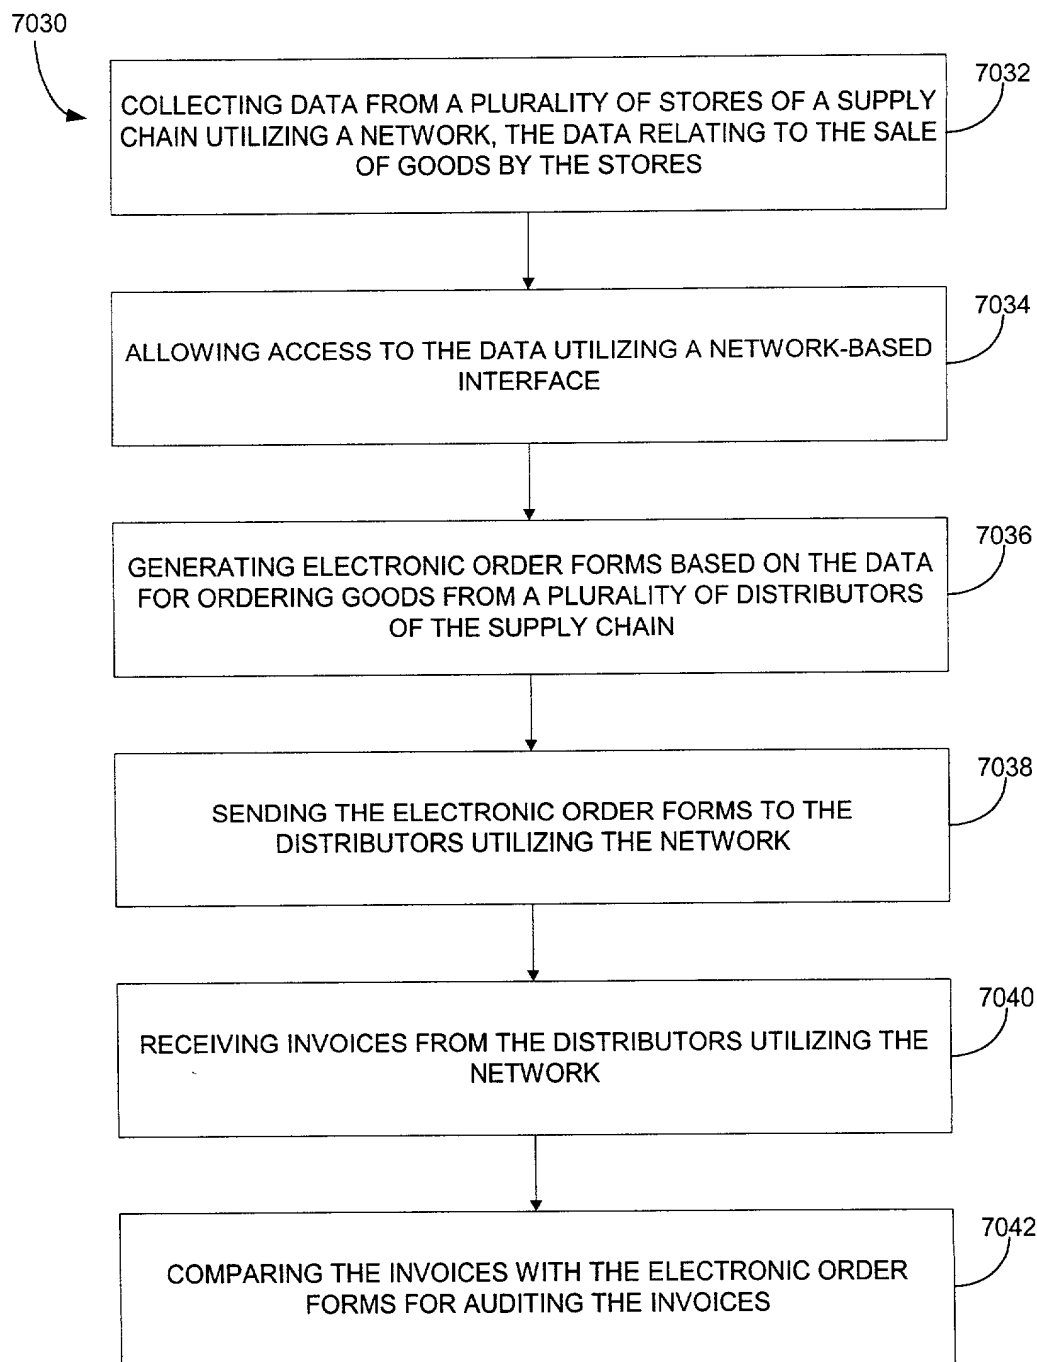 7030
7032
COLLECTING DATA FROM A PLURALITY OF STORES OF A SUPPLY
CHAIN UTILIZING A NETWORK, THE DATA RELATING TO THE SALE
OF GOODS BY THE STORES
7034
ALLOWING ACCESS TO THE DATA UTILIZING A NETWORK-BASED
INTERFACE
7036
GENERATING ELECTRONIC ORDER FORMS BASED ON THE DATA
FOR ORDERING GOODS FROM A PLURALITY OF DISTRIBUTORS
OF THE SUPPLY CHAIN
7038
SENDING THE ELECTRONIC ORDER FORMS TO THE
DISTRIBUTORS UTILIZING THE NETWORK
7040
RECEIVING INVOICES FROM THE DISTRIBUTORS UTILIZING THE
NETWORK
7042
COMPARING THE INVOICES WITH THE ELECTRONIC ORDER
FORMS FOR AUDITING THE INVOICES